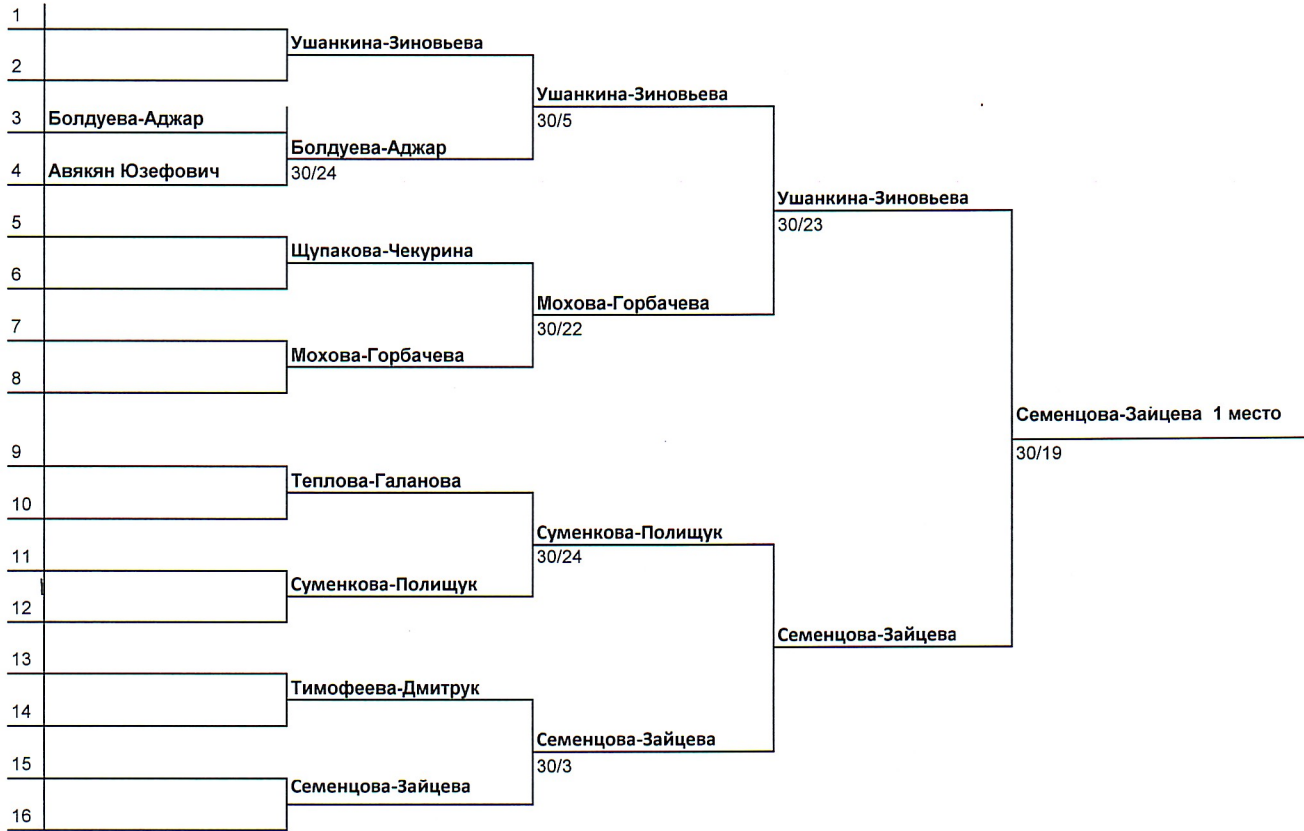 1
Ушанкина-Зиновьева
2
Ушанкина-Зиновьева
3 Болдуева-Аджар
30/5
Болдуева-Аджар
4 Авякян Юзефович
30/24
Ушанкина-Зиновьева
5
30/23
Щупакова-Чекурина
6
Мохова-Горбачева
7
30/22
Мохова-Горбачева
8
Семенцова-Зайцева 1 место
9
30/19
Теплова-Галанова
10
Суменкова-Полищук
11
30/24
Суменкова-Полищук
12
Семенцова-Зайцева
13
Тимофеева-Дмитрук
14
Семенцова-Зайцева
15
30/3
Семенцова-Зайцева
16